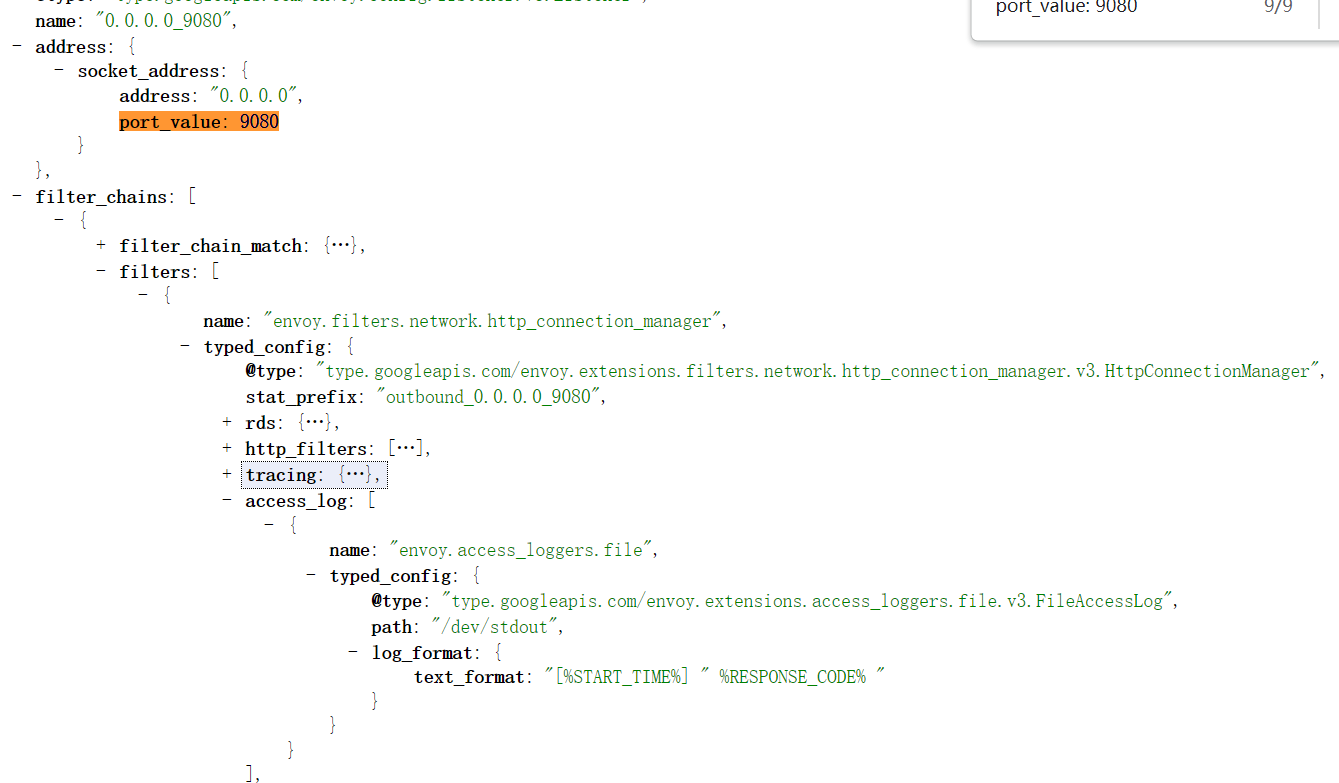 name: "0.0.0.0_9080",
port_value: 9080 9/9
- address: {
- socket_address: {
address: "0.0.0.0",
port_value: 9080
}
},
- filter_chains: [
- {
+ filter_chain_match: {…},
- filters: [
- {
name: "envoy.filters.network.http_connection_manager",
- typed_config: {
@type: "type.googleapis.com/envoy.extensions.filters.network.http_connection_manager.v3.HttpConnectionManager",
stat_prefix: "outbound_0.0.0.0_9080",
+ rds: {…},
+ http_filters: […],
+ tracing: {…},
- access_log: [
- {
name: "envoy.access_loggers.file",
- typed_config: {
@type: "type.googleapis.com/envoy.extensions.access_loggers.file.v3.FileAccessLog",
path: "/dev/stdout",
- log_format: {
text_format: "[%START_TIME%] " %RESPONSE_CODE% "
}
}
}
],